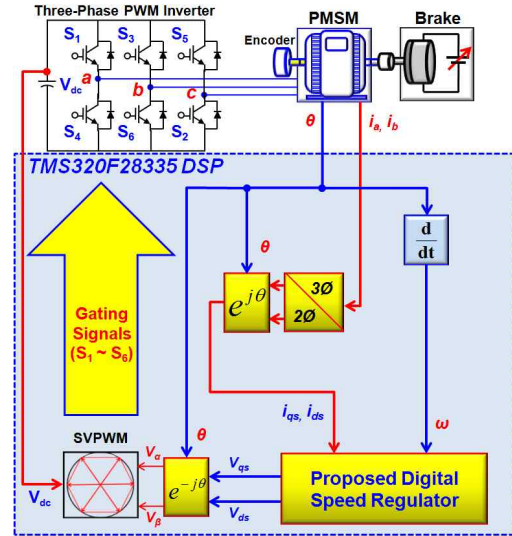 Three-Phase PWM Inverter
PMSM
Brake
Encoder
S1
S3
S5
a
b
c
Vdc
S4
S6
S2
θ
ia, ib
TMS320F28335 DSP
d
dt
θ
3Ø
2Ø
e^jθ
Gating
Signals
(S1 ~ S6)
iqs, ids
ω
SVPWM
θ
Vα
Vqs
Proposed Digital
Speed Regulator
e^−jθ
Vdc
Vβ
Vds